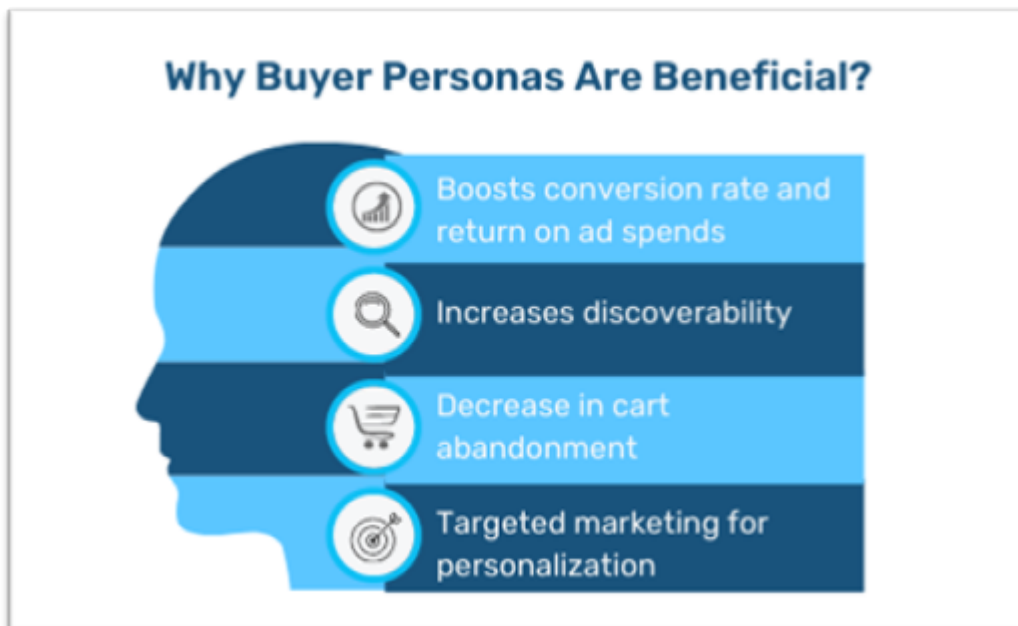 Why Buyer Personas Are Beneficial?
Boosts conversion rate and
return on ad spends
Increases discoverability
Decrease in cart
abandonment
Targeted marketing for
personalization